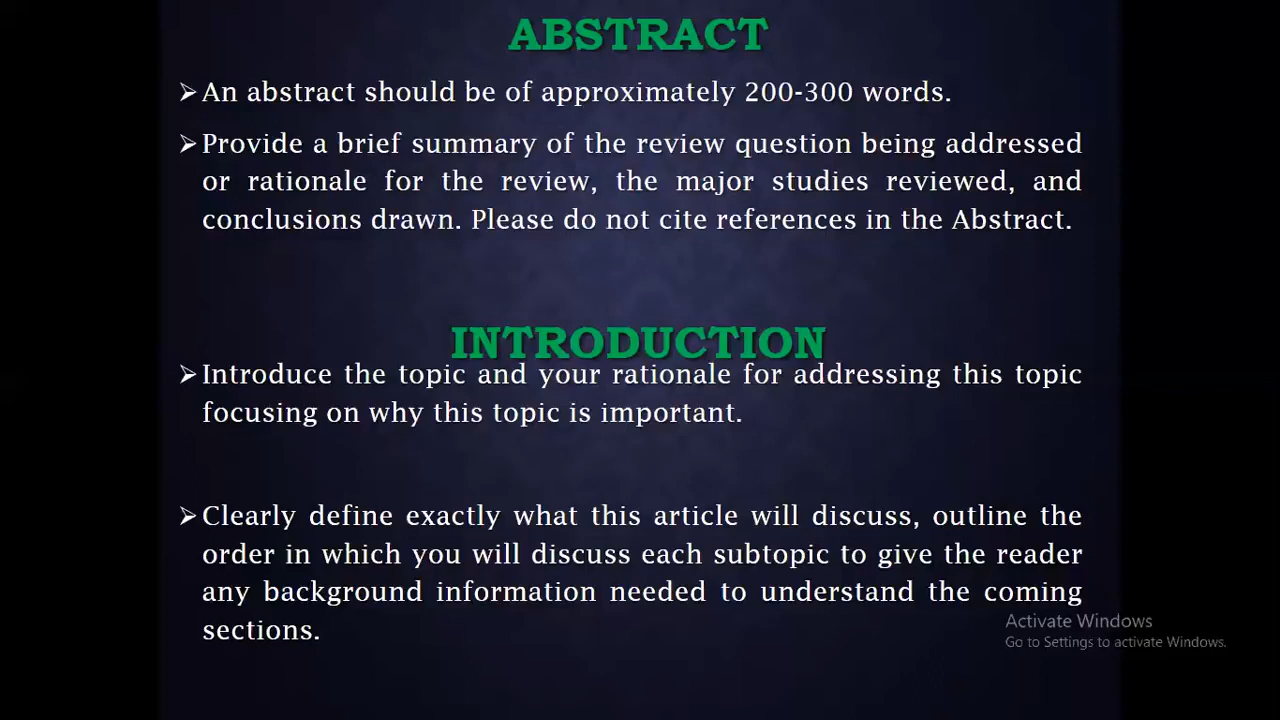 ABSTRACT
➢An abstract should be of approximately 200-300 words.
➢Provide a brief summary of the review question being addressed
or rationale for the review, the major studies reviewed, and
conclusions drawn. Please do not cite references in the Abstract.
INTRODUCTION
➢Introduce the topic and your rationale for addressing this topic
focusing on why this topic is important.
➢Clearly define exactly what this article will discuss, outline the
order in which you will discuss each subtopic to give the reader
any background information needed to understand the coming
sections.
Activate Windows
Go to Settings to activate Windows.